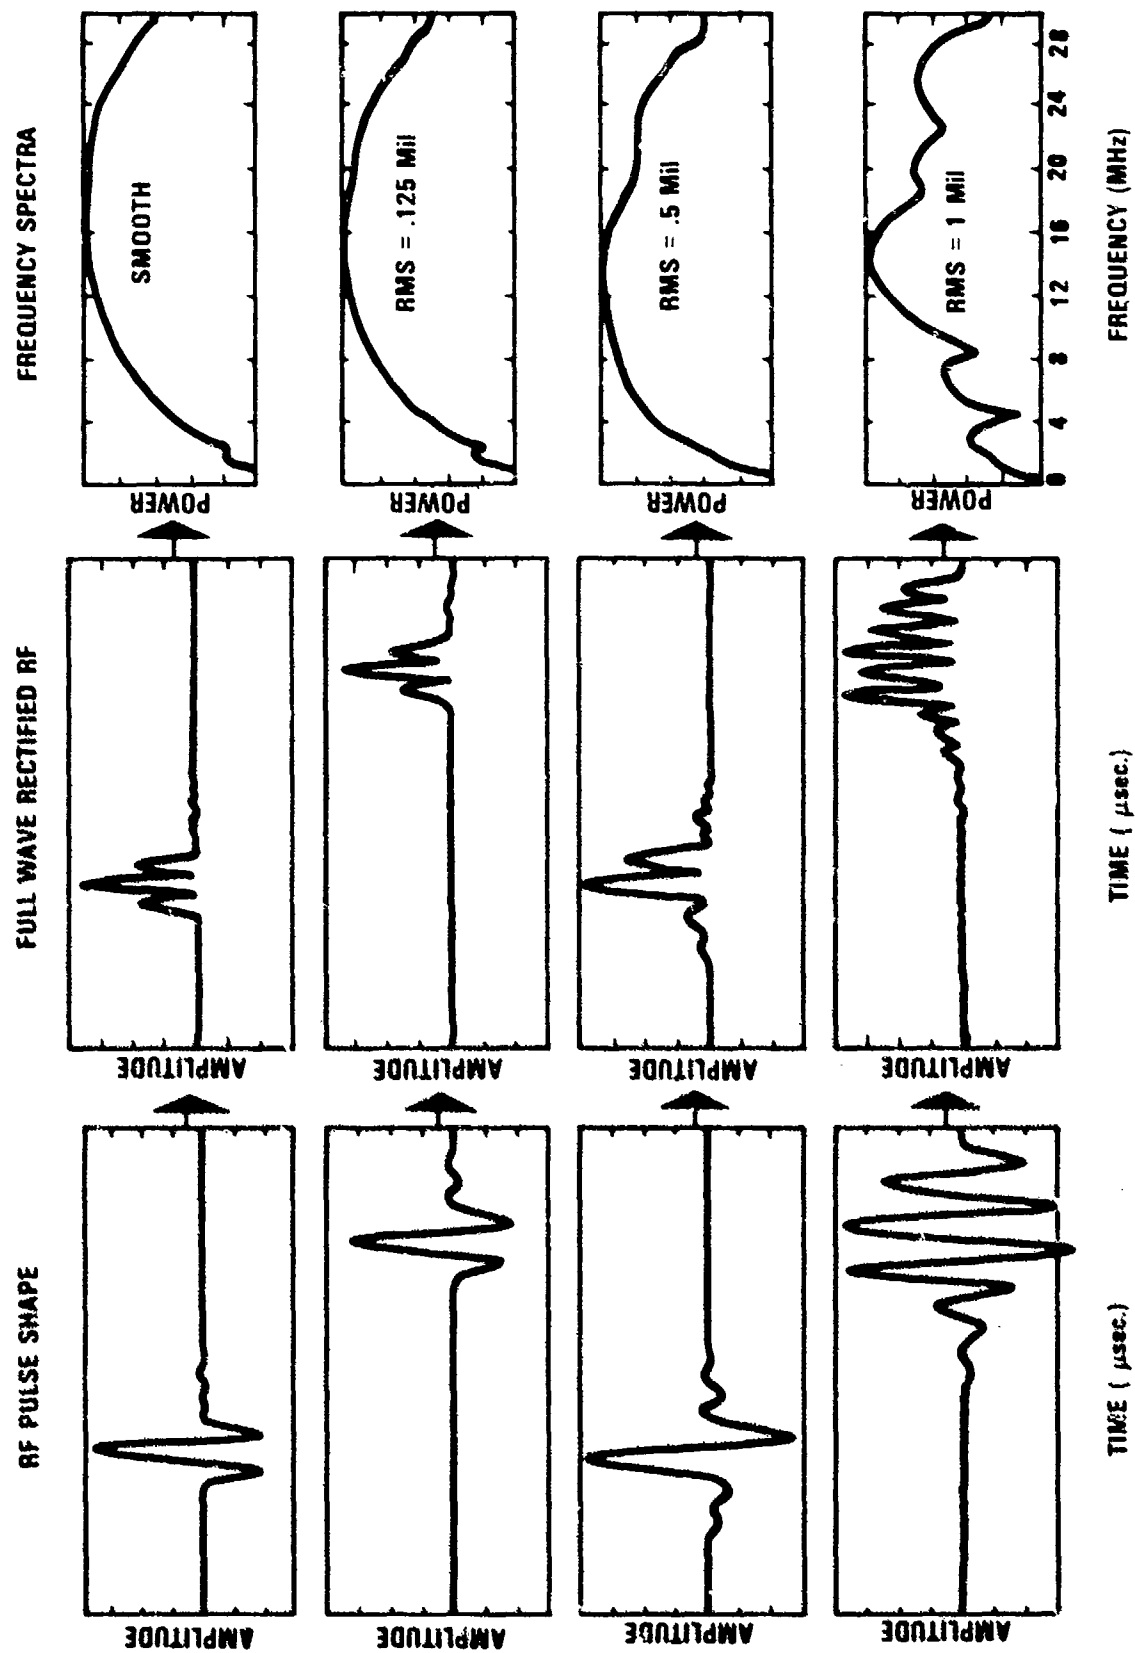 RF PULSE SHAPE
FULL WAVE RECTIFIED RF
FREQUENCY SPECTRA
AMPLITUDE
AMPLITUDE
POWER
SMOOTH
AMPLITUDE
AMPLITUDE
POWER
RMS = .125 Mil
AMPLITUDE
AMPLITUDE
POWER
RMS = .5 Mil
AMPLITUDE
AMPLITUDE
POWER
RMS = 1 Mil
0 4 8 12 16 20 24 28
TIME ( μsec.)
TIME ( μsec.)
FREQUENCY (MHz)